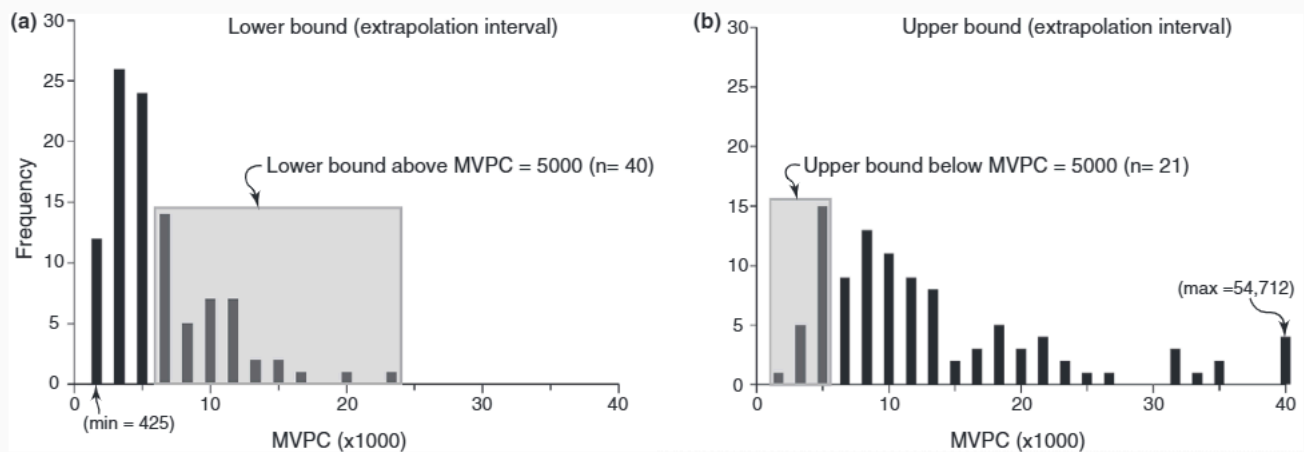 (a)
Lower bound (extrapolation interval)
30
25
20
15
10
5
0
Frequency
Lower bound above MVPC = 5000 (n= 40)
0
10
20
30
40
(min = 425)
MVPC (x1000)
(b)
Upper bound (extrapolation interval)
30
25
20
15
10
5
0
Upper bound below MVPC = 5000 (n= 21)
(max =54,712)
0
10
20
30
40
MVPC (x1000)